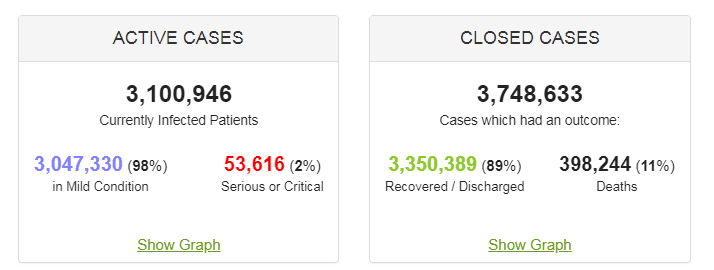 ACTIVE CASES
3,100,946
Currently Infected Patients
3,047,330 (98%)
in Mild Condition
53,616 (2%)
Serious or Critical
Show Graph
CLOSED CASES
3,748,633
Cases which had an outcome:
3,350,389 (89%)
Recovered / Discharged
398,244 (11%)
Deaths
Show Graph